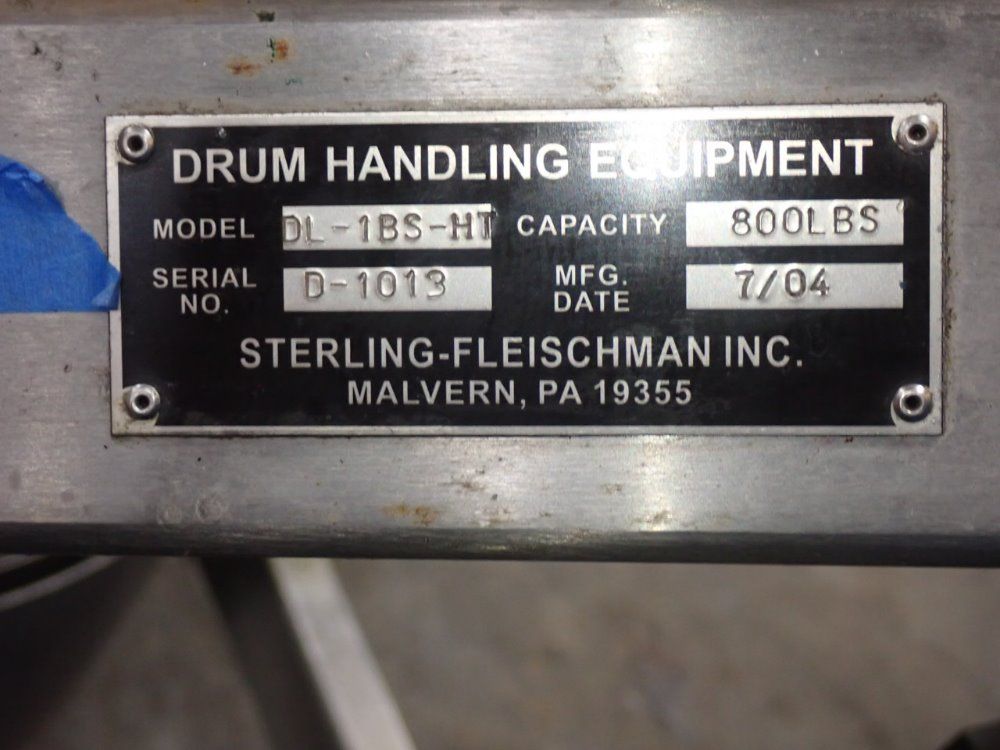 DRUM HANDLING EQUIPMENT
MODEL DL-1BS-HT CAPACITY 800LBS
SERIAL NO. D-1013 MFG. DATE 7/04
STERLING-FLEISCHMAN INC.
MALVERN, PA 19355